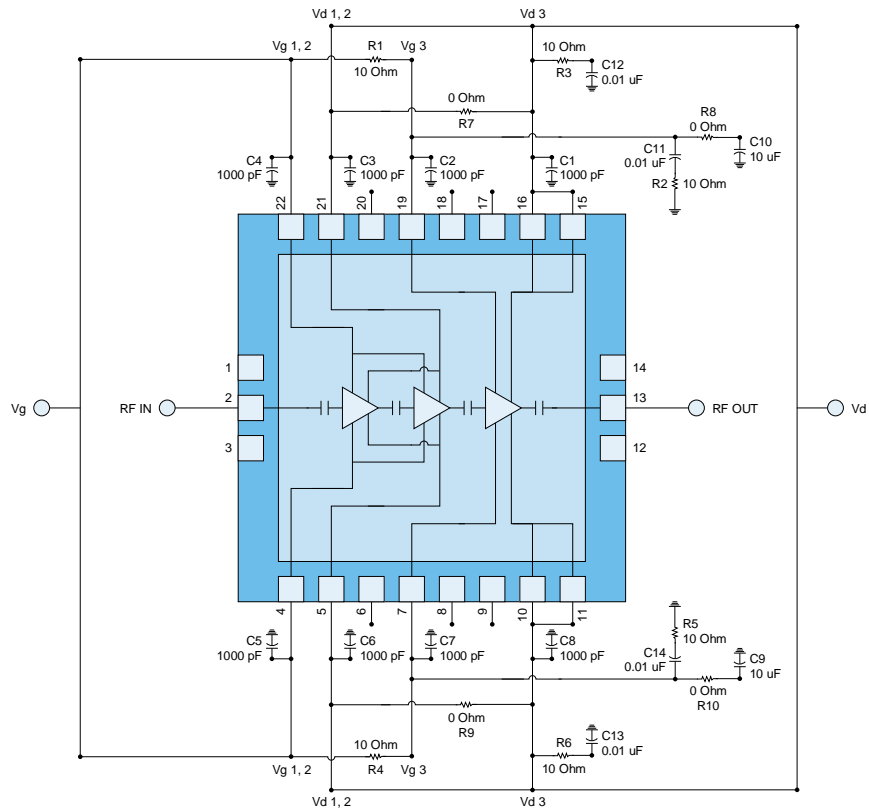 Vd 1, 2
Vd 3
Vg 1, 2
R1
10 Ohm
Vg 3
10 Ohm
R3
C12
0.01 uF
0 Ohm
R7
R8
0 Ohm
C10
10 uF
C11
0.01 uF
R2
10 Ohm
C4
1000 pF
C3
1000 pF
C2
1000 pF
C1
1000 pF
22
21
20
19
18
17
16
15
1
14
Vg
RF IN
2
13
RF OUT
Vd
3
12
4
5
6
7
8
9
10
11
C5
1000 pF
C6
1000 pF
C7
1000 pF
C8
1000 pF
R5
10 Ohm
C14
0.01 uF
C9
10 uF
0 Ohm
R10
0 Ohm
R9
10 Ohm
R4
R6
10 Ohm
C13
0.01 uF
Vg 1, 2
Vg 3
Vd 1, 2
Vd 3